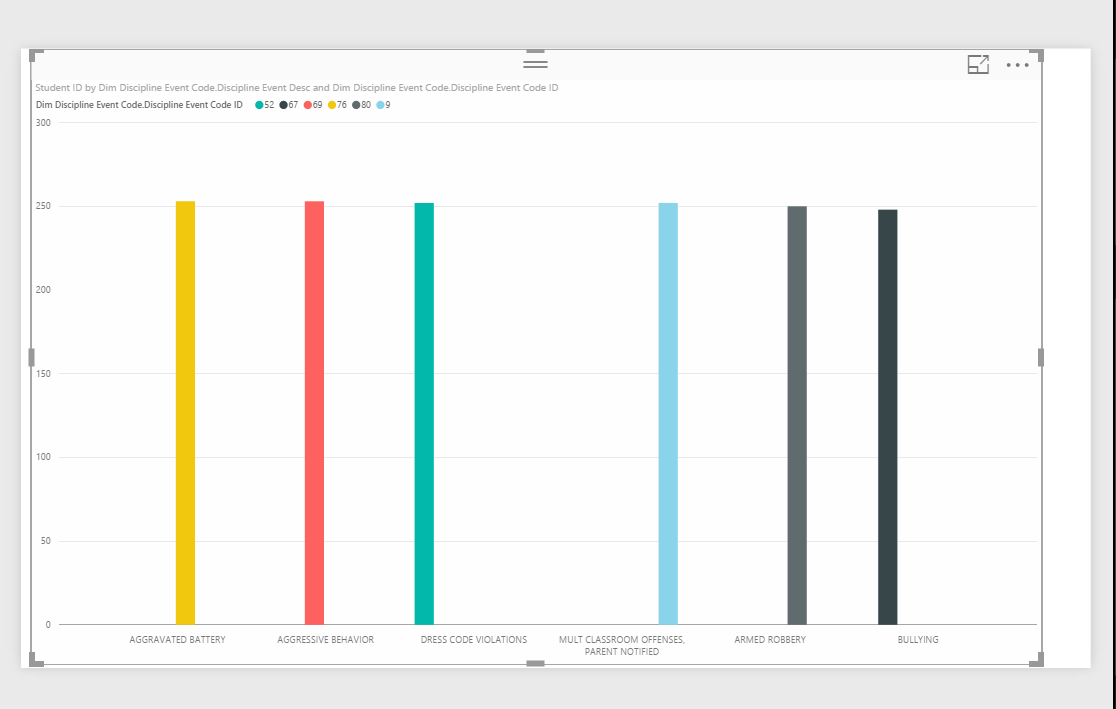 Student ID by Dim Discipline Event Code.Discipline Event Desc and Dim Discipline Event Code.Discipline Event Code ID
Dim Discipline Event Code.Discipline Event Code ID 52 67 69 76 80 9
300
250
200
150
100
50
0
AGGRAVATED BATTERY AGGRESSIVE BEHAVIOR DRESS CODE VIOLATIONS MULT CLASSROOM OFFENSES, ARMED ROBBERY BULLYING
PARENT NOTIFIED